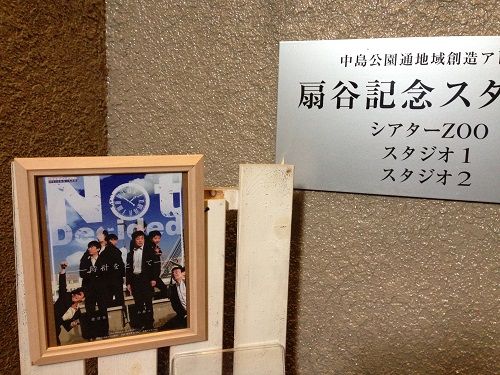 中島公園通地域創造ア
扇谷記念スタ
シアターZOO
スタジオ1
スタジオ2
Not
Decided